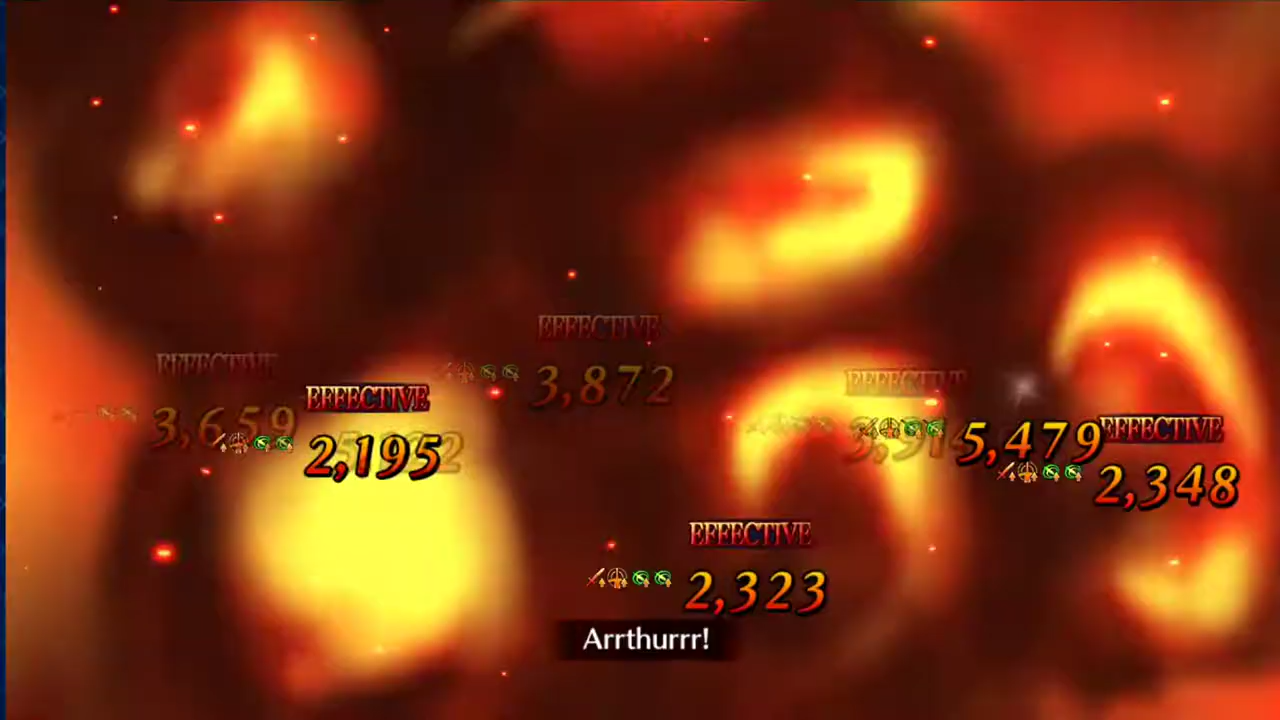 EFFECTIVE
3,872
EFFECTIVE
3,659
EFFECTIVE
2,195
EFFECTIVE
5,479
EFFECTIVE
2,348
EFFECTIVE
2,323
Arrthurrr!